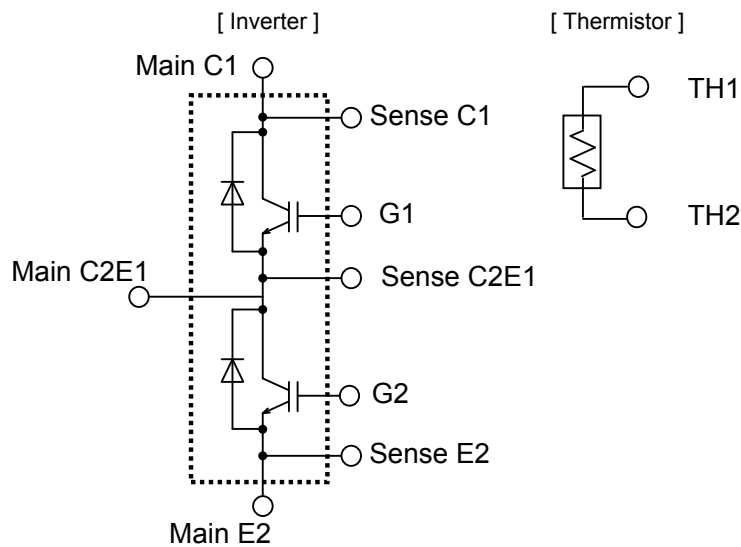 [ Inverter ]
[ Thermistor ]
Main C1
Sense C1
TH1
G1
TH2
Main C2E1
Sense C2E1
G2
Sense E2
Main E2